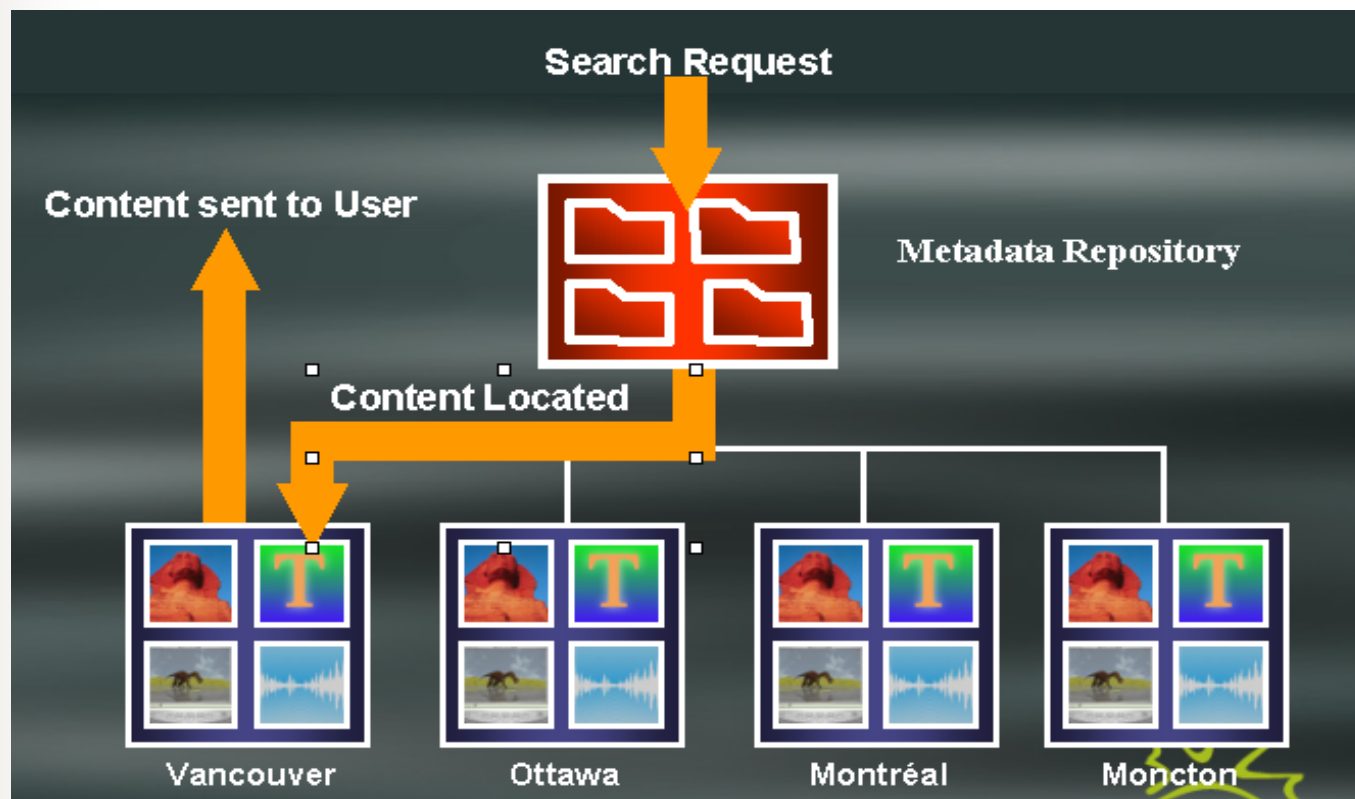 Search Request
Content sent to User
Metadata Repository
Content Located
T
T
T
T
Vancouver
Ottawa
Montréal
Moncton